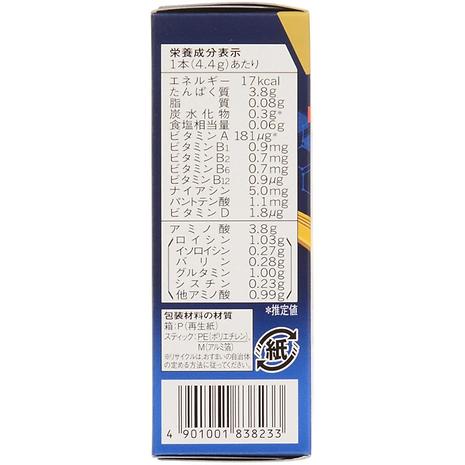 栄養成分表示
1本(4.4g)あたり
エネルギー 17kcal
たんぱく質 3.8g
脂質 0.08g
炭水化物 0.3g*
食塩相当量 0.06g
ビタミンA 181μg*
ビタミンB1 0.9mg
ビタミンB2 0.7mg
ビタミンB6 0.7mg
ビタミンB12 0.9μg
ナイアシン 5.0mg
パントテン酸 1.1mg
ビタミンD 1.8μg
アミノ酸 3.8g
ロイシン 1.03g
イソロイシン 0.27g
バリン 0.28g
グルタミン 1.00g
シスチン 0.23g
他アミノ酸 0.99g
*推定値
包装材料の材質
箱:P(再生紙)
スティック:PE(ポリエチレン)、
M(アルミ箔)
※リサイクルは、お住まいの自治体
の定める方法に従ってください。
紙
4 901001 838233